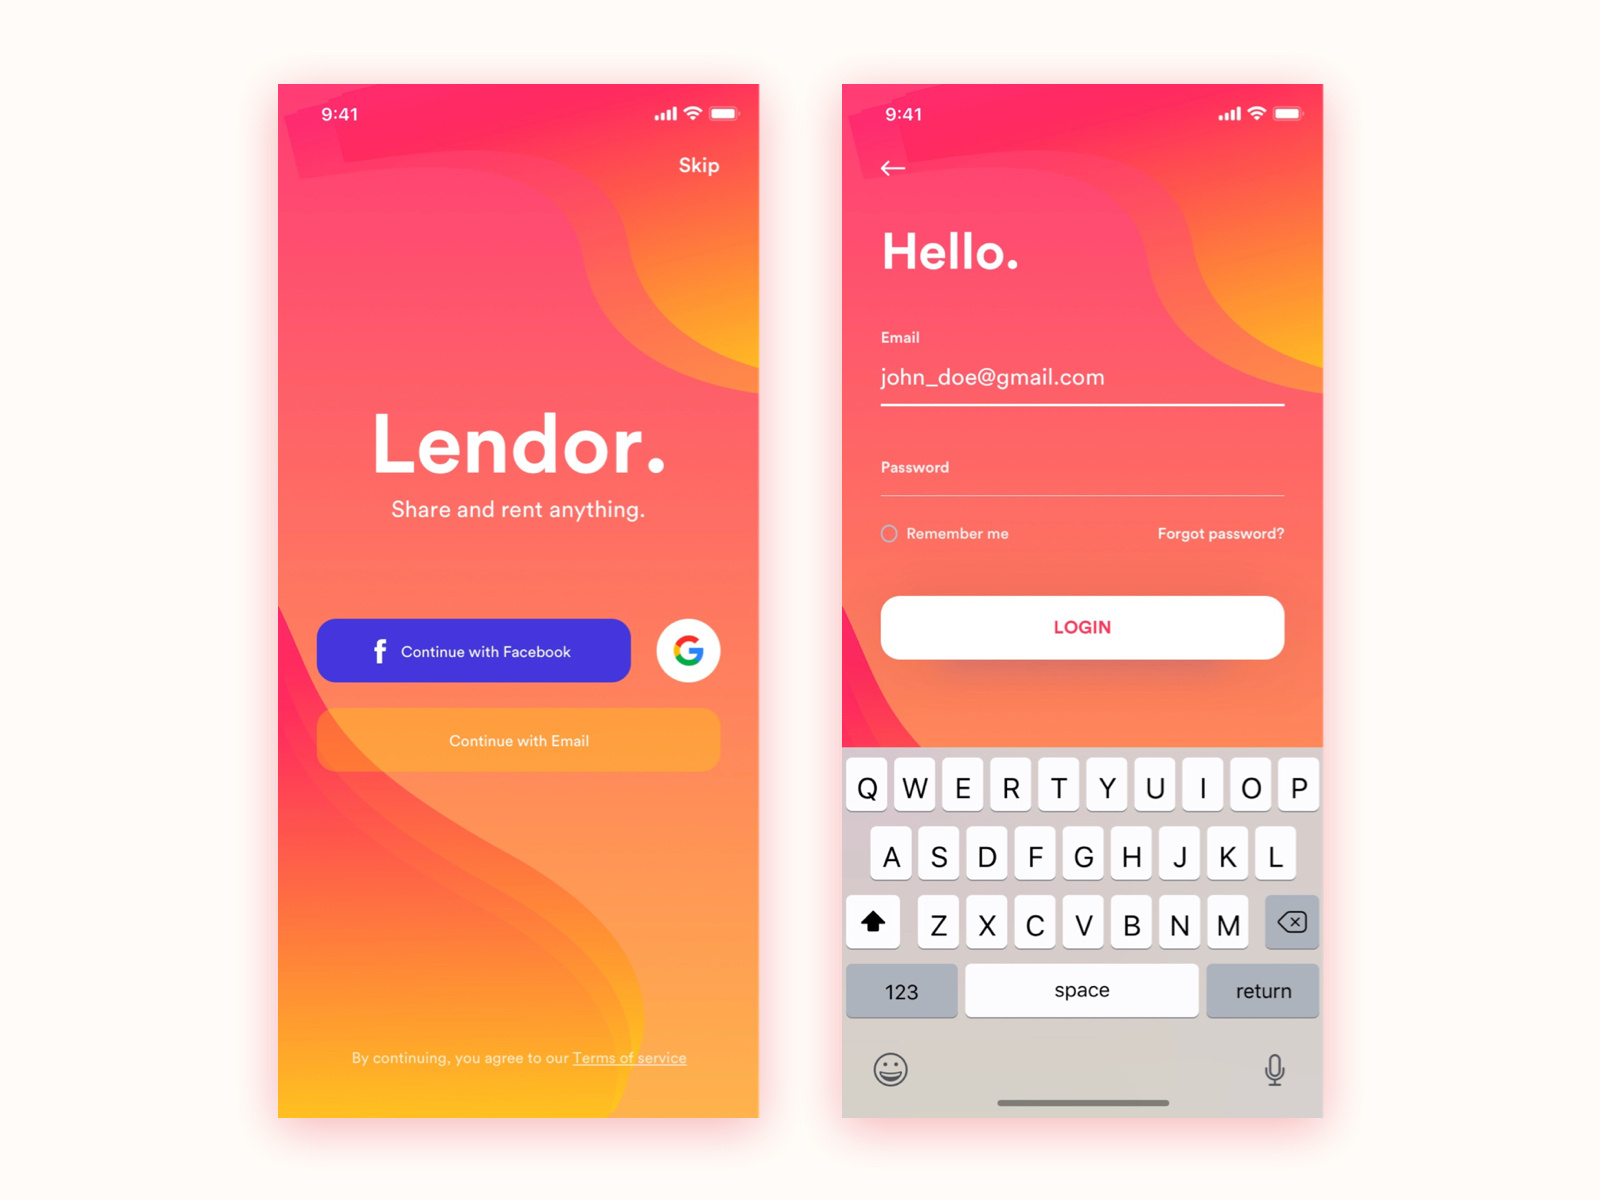 9:41
Skip
Lendor.
Share and rent anything.
f Continue with Facebook
G
Continue with Email
By continuing, you agree to our Terms of service
9:41
Hello.
Email
john_doe@gmail.com
Password
Remember me
Forgot password?
LOGIN
Q W E R T Y U I O P
A S D F G H J K L
Z X C V B N M
123 space return